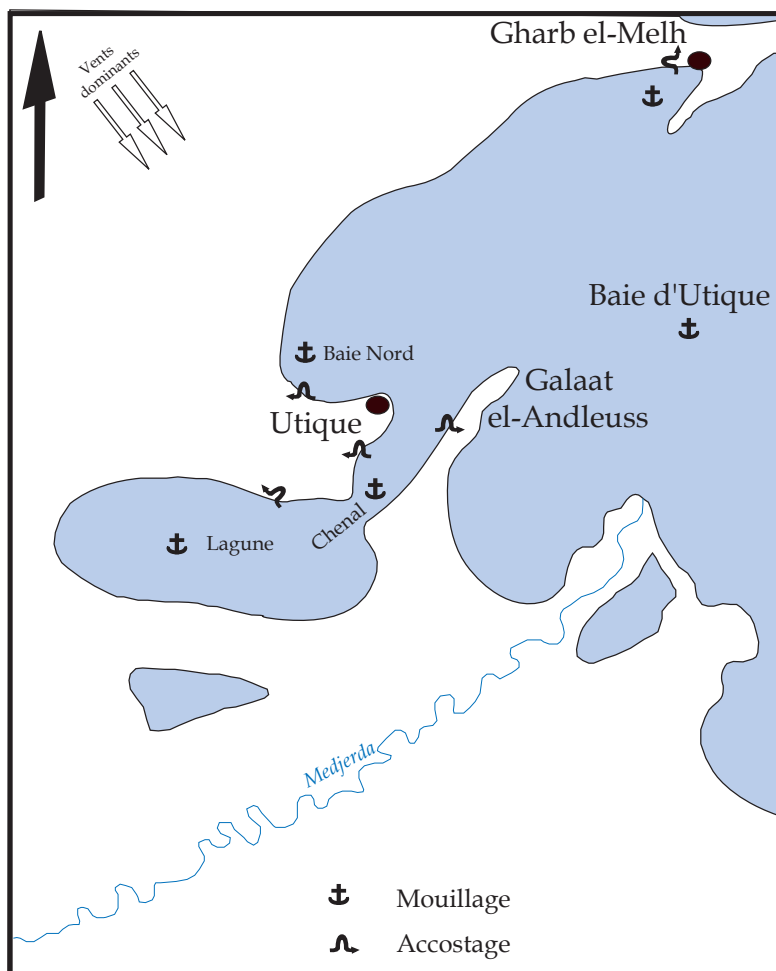 Gharb el-Melh
Vents
dominants
Baie d'Utique
Baie Nord
Galaat
el-Andleuss
Utique
Chenal
Lagune
Medjerda
Mouillage
Accostage